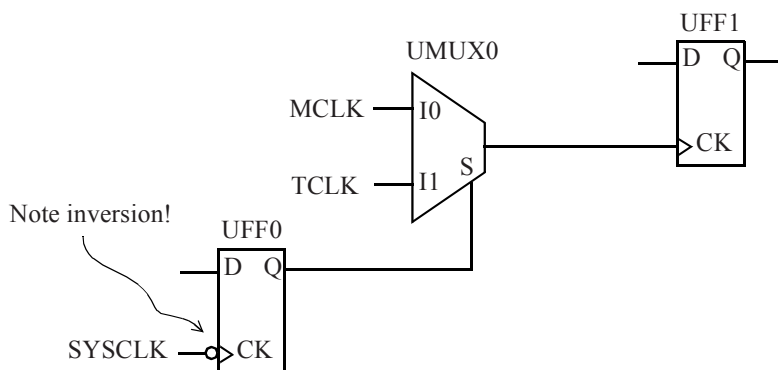 UFF1
D Q
CK
UMUX0
MCLK
I0
TCLK
I1
S
Note inversion!
UFF0
D Q
SYSCLK
CK